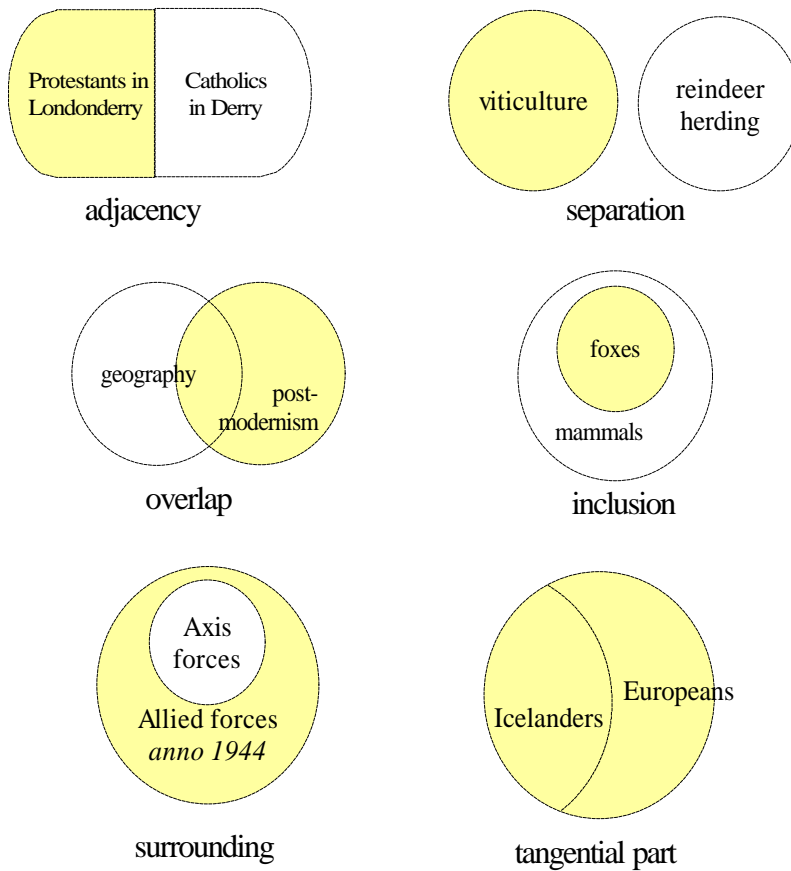 Protestants in
Londonderry
Catholics
in Derry
adjacency
viticulture
reindeer
herding
separation
geography
post-
modernism
overlap
foxes
mammals
inclusion
Axis
forces
Allied forces
anno 1944
surrounding
Icelanders
Europeans
tangential part